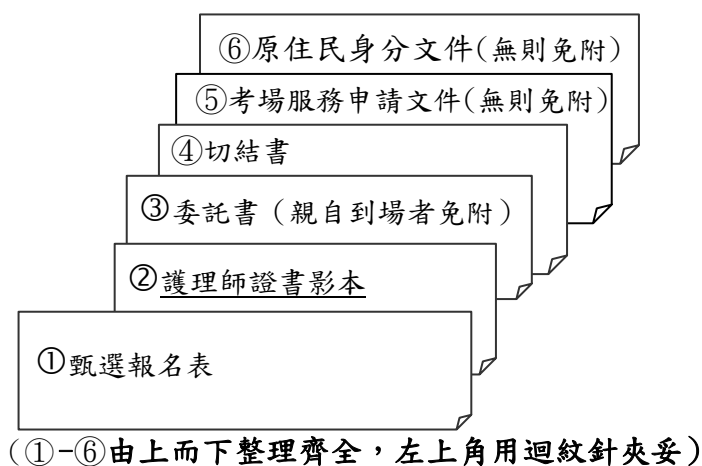 ⑥原住民身分文件(無則免附)
⑤考場服務申請文件(無則免附)
④切結書
③委託書（親自到場者免附）
②護理師證書影本
①甄選報名表
（①-⑥由上而下整理齊全，左上角用迴紋針夾妥）